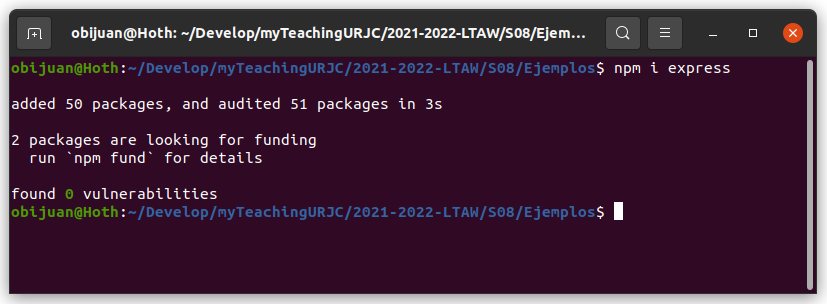 obijuan@Hoth: ~/Develop/myTeachingURJC/2021-2022-LTAW/S08/Ejem...
obijuan@Hoth:~/Develop/myTeachingURJC/2021-2022-LTAW/S08/Ejemplos$ npm i express
added 50 packages, and audited 51 packages in 3s
2 packages are looking for funding
  run `npm fund` for details
found 0 vulnerabilities
obijuan@Hoth:~/Develop/myTeachingURJC/2021-2022-LTAW/S08/Ejemplos$